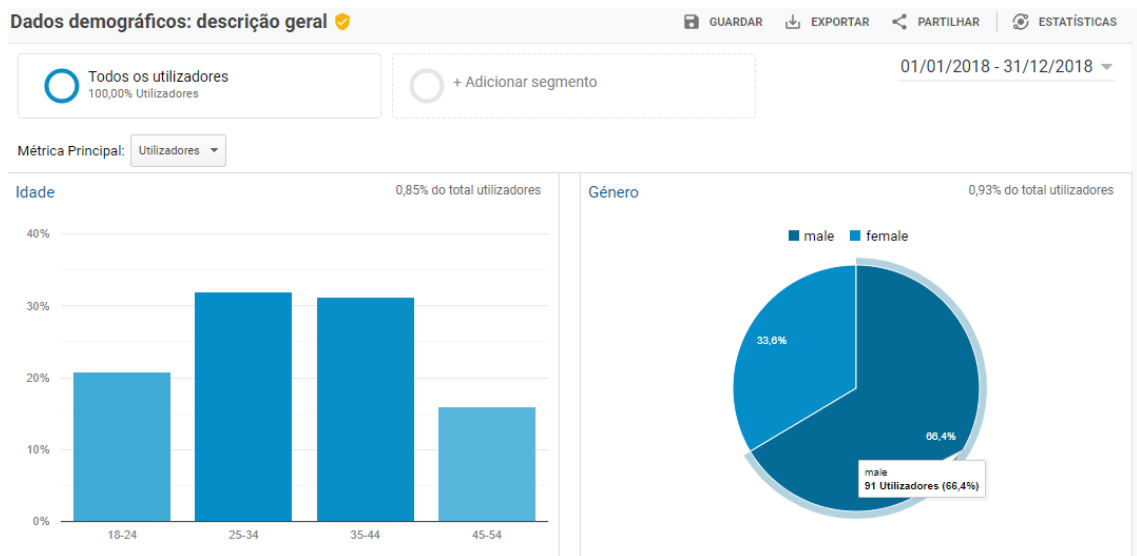 Dados demográficos: descrição geral
GUARDAR
EXPORTAR
PARTILHAR
ESTATÍSTICAS
Todos os utilizadores
100,00% Utilizadores
+ Adicionar segmento
01/01/2018 - 31/12/2018
Métrica Principal:
Utilizadores
Idade
0,85% do total utilizadores
40%
30%
20%
10%
0%
18-24
25-34
35-44
45-54
Género
0,93% do total utilizadores
male
female
33,6%
66,4%
male
91 Utilizadores (66,4%)